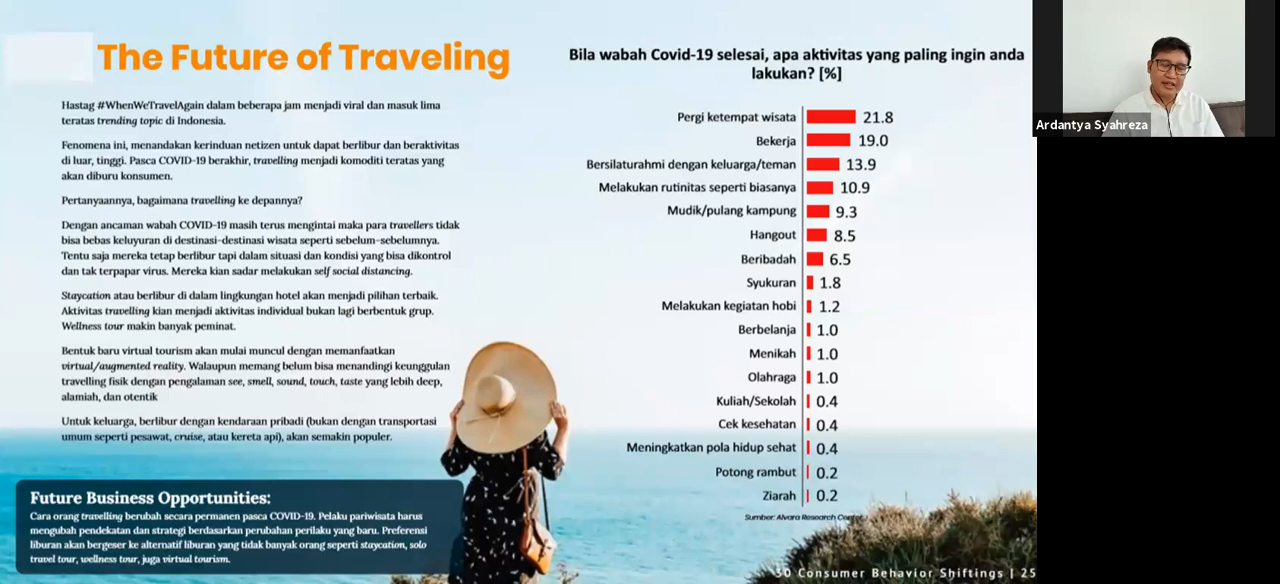 The Future of Traveling
Hastag #WhenWeTravelAgain dalam beberapa jam menjadi viral dan masuk lima
teratas trending topic di Indonesia.
Fenomena ini, menandakan kerinduan netizen untuk dapat berlibur dan beraktivitas
di luar, tinggi. Pasca COVID-19 berakhir, travelling menjadi komoditi teratas yang
akan diburu konsumen.
Pertanyaannya, bagaimana travelling ke depannya?
Dengan ancaman wabah COVID-19 masih terus mengintai maka para travellers tidak
bisa bebas keluyuran di destinasi-destinasi wisata seperti sebelum-sebelumnya.
Tentu saja mereka tetap berlibur tapi dalam situasi dan kondisi yang bisa dikontrol
dan tak terpapar virus. Mereka kian sadar melakukan self social distancing.
Staycation atau berlibur di dalam lingkungan hotel akan menjadi pilihan terbaik.
Aktivitas travelling kian menjadi aktivitas individual bukan lagi berbentuk grup.
Wellness tour makin banyak peminat.
Bentuk baru virtual tourism akan mulai muncul dengan memanfaatkan
virtual/augmented reality. Walaupun memang belum bisa menandingi keunggulan
travelling fisik dengan pengalaman see, smell, sound, touch, taste yang lebih deep,
alamiah, dan otentik
Untuk keluarga, berlibur dengan kendaraan pribadi (bukan dengan transportasi
umum seperti pesawat, cruise, atau kereta api), akan semakin populer.
Future Business Opportunities:
Cara orang travelling berubah secara permanen pasca COVID-19. Pelaku pariwisata harus
mengubah pendekatan dan strategi berdasarkan perubahan perilaku yang baru. Preferensi
liburan akan bergeser ke alternatif liburan yang tidak banyak orang seperti staycation, solo
travel tour, wellness tour, juga virtual tourism.
Bila wabah Covid-19 selesai, apa aktivitas yang paling ingin anda
lakukan? [%]
Pergi ketempat wisata 21.8
Bekerja 19.0
Bersilaturahmi dengan keluarga/teman 13.9
Melakukan rutinitas seperti biasanya 10.9
Mudik/pulang kampung 9.3
Hangout 8.5
Beribadah 6.5
Syukuran 1.8
Melakukan kegiatan hobi 1.2
Berbelanja 1.0
Menikah 1.0
Olahraga 1.0
Kuliah/Sekolah 0.4
Cek kesehatan 0.4
Meningkatkan pola hidup sehat 0.4
Potong rambut 0.2
Ziarah 0.2
Sumber: Alvara Research Center
30 Consumer Behavior Shiftings | 25
Ardantya Syahreza